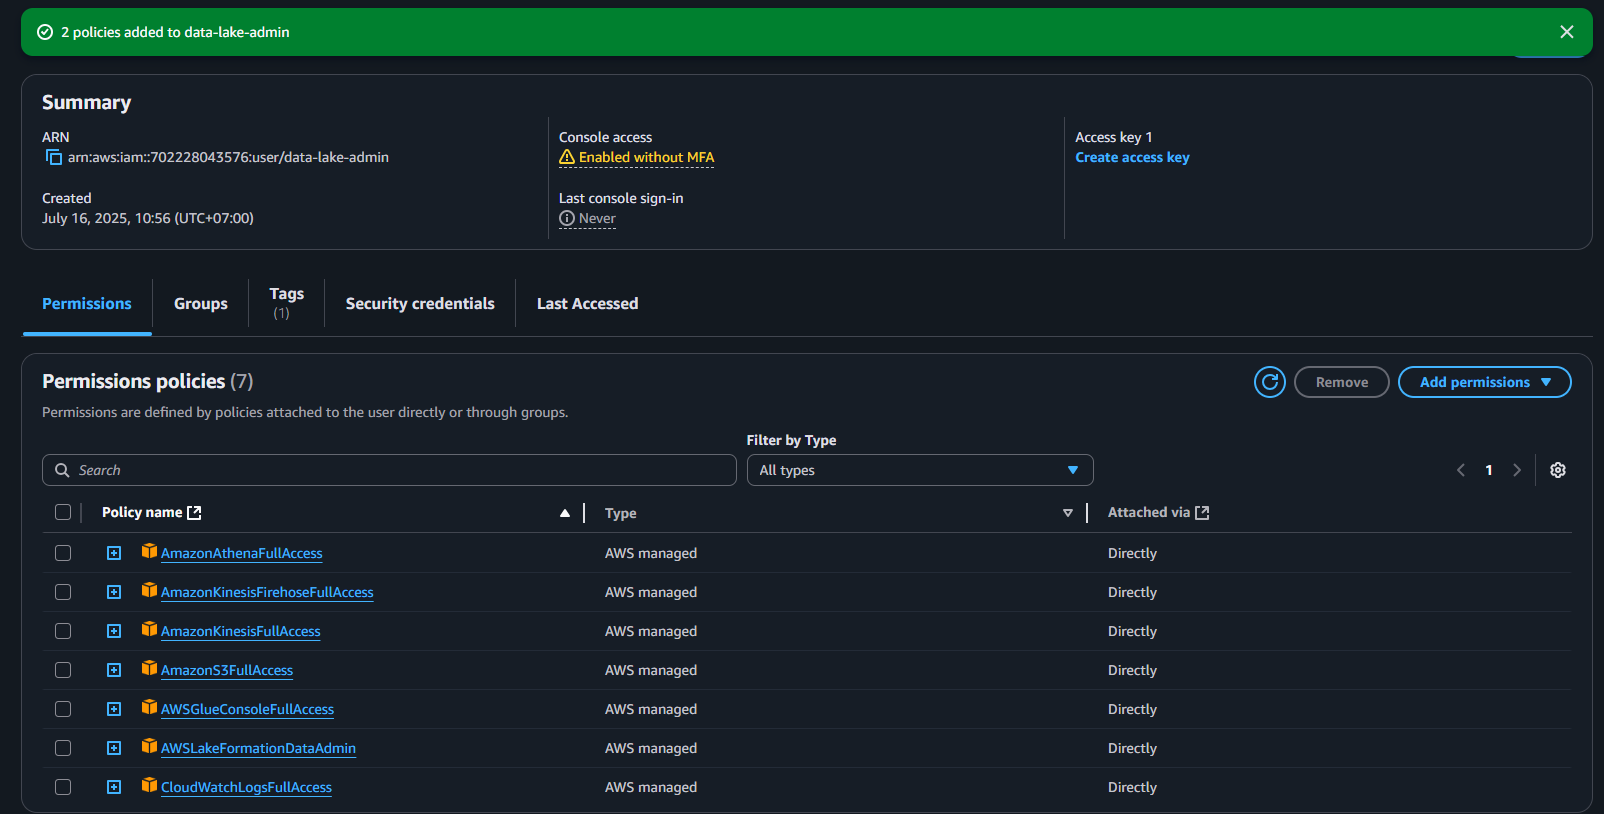 2 policies added to data-lake-admin
Summary
ARN
arn:aws:iam::702228043576:user/data-lake-admin
Created
July 16, 2025, 10:56 (UTC+07:00)
Console access
Enabled without MFA
Last console sign-in
Never
Access key 1
Create access key
Permissions
Groups
Tags
(1)
Security credentials
Last Accessed
Permissions policies (7)
Remove
Add permissions
Permissions are defined by policies attached to the user directly or through groups.
Filter by Type
Search
All types
1
Policy name
Type
Attached via
AmazonAthenaFullAccess AWS managed Directly
AmazonKinesisFirehoseFullAccess AWS managed Directly
AmazonKinesisFullAccess AWS managed Directly
AmazonS3FullAccess AWS managed Directly
AWSGlueConsoleFullAccess AWS managed Directly
AWSLakeFormationDataAdmin AWS managed Directly
CloudWatchLogsFullAccess AWS managed Directly